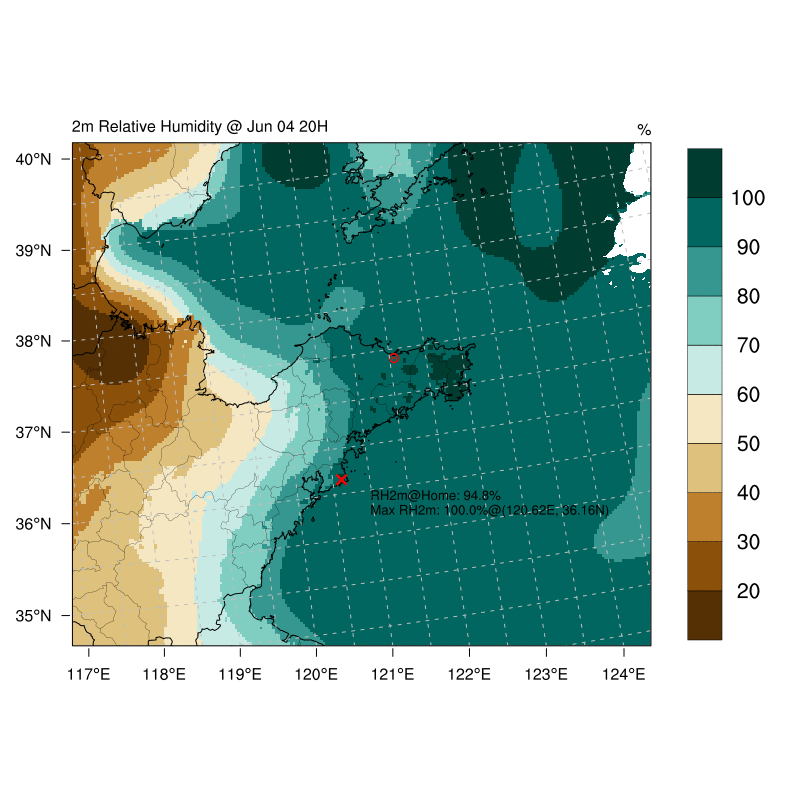 2m Relative Humidity @ Jun 04 20H
%
40°N
39°N
38°N
37°N
36°N
35°N
117°E
118°E
119°E
120°E
121°E
122°E
123°E
124°E
RH2m@Home: 94.8%
Max RH2m: 100.0%@(120.62E, 36.16N)
100
90
80
70
60
50
40
30
20